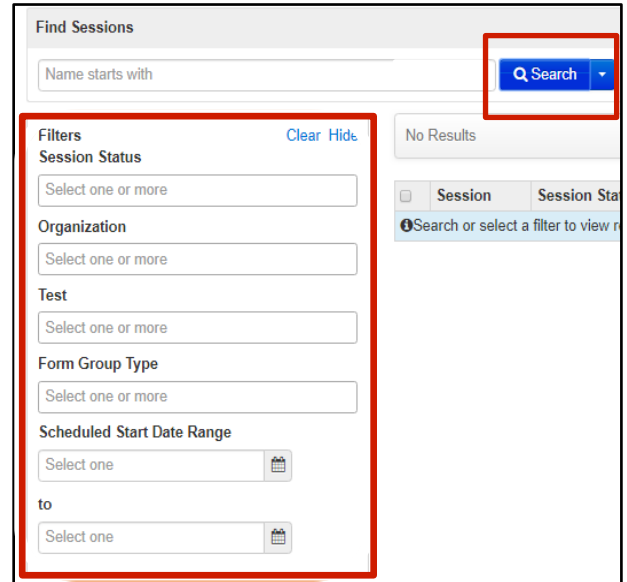 Find Sessions
Name starts with
Search
Filters
Clear Hide
Session Status
Select one or more
Organization
Select one or more
Test
Select one or more
Form Group Type
Select one or more
Scheduled Start Date Range
Select one
to
Select one
No Results
Session Session Sta
Search or select a filter to view r